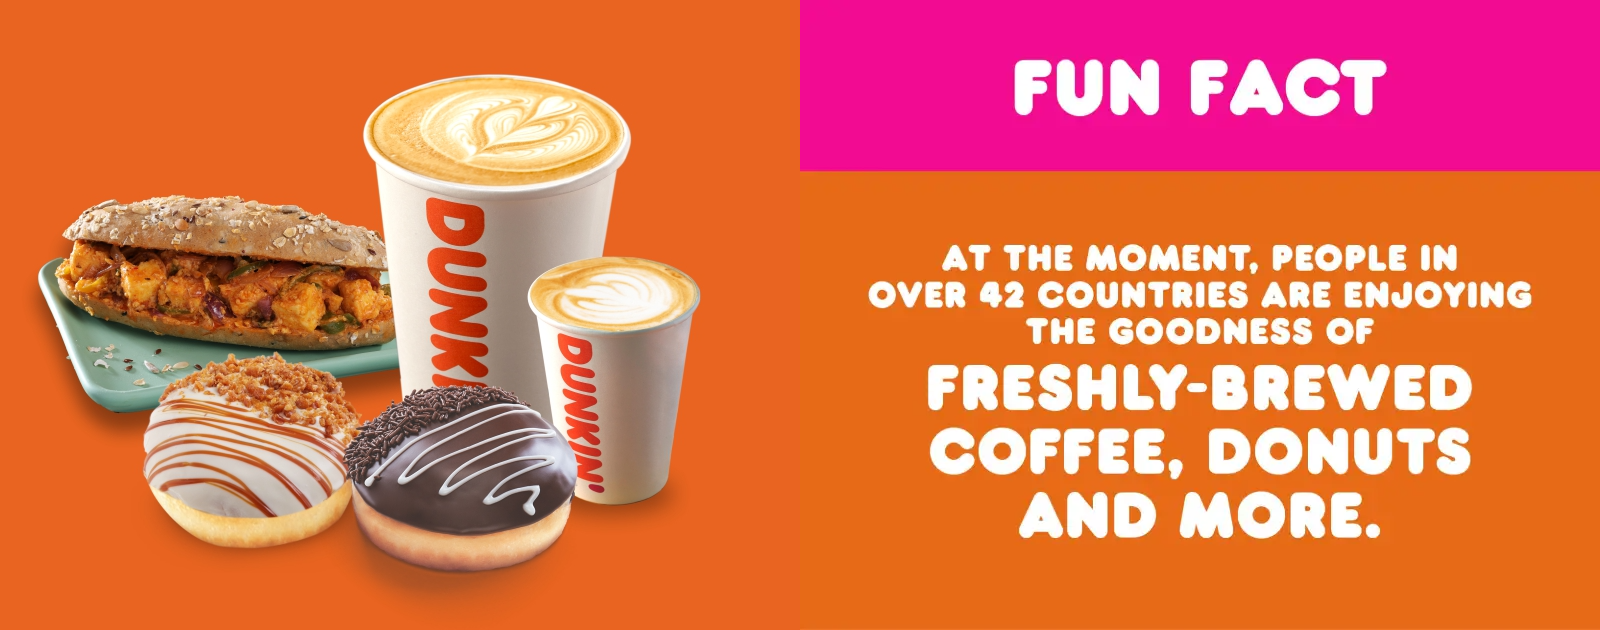 DUNKI
DUNKIN'
FUN FACT
AT THE MOMENT, PEOPLE IN
OVER 42 COUNTRIES ARE ENJOYING
THE GOODNESS OF
FRESHLY-BREWED
COFFEE, DONUTS
AND MORE.